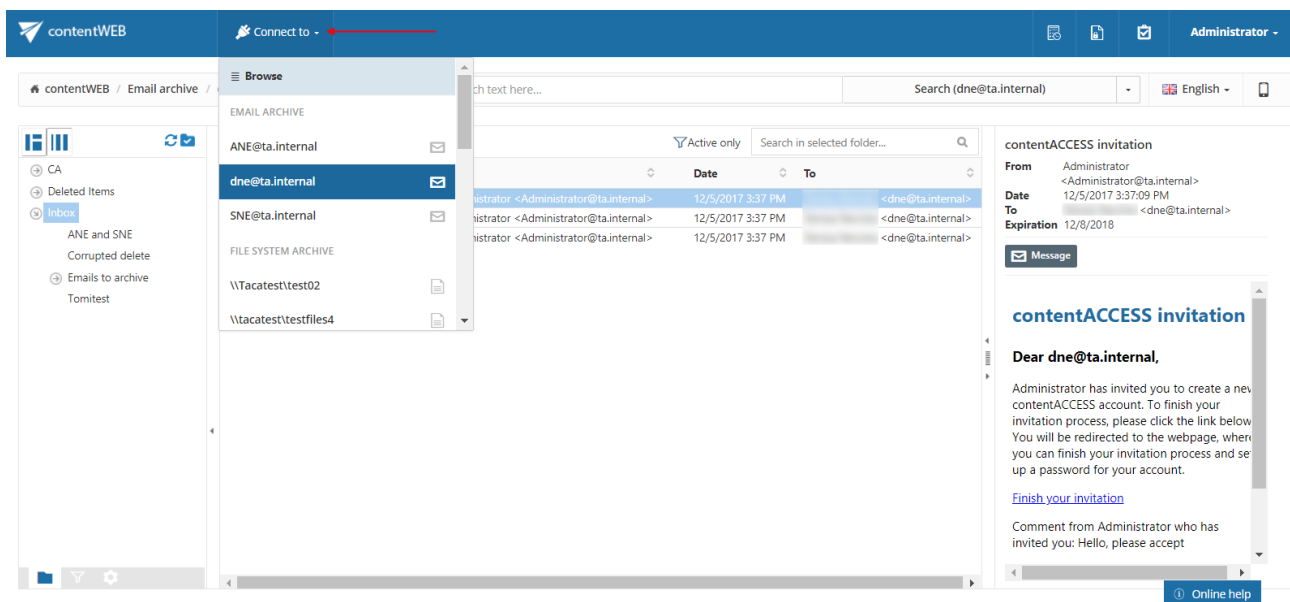 contentWEB
Connect to
Administrator
contentWEB / Email archive /
ch text here...
Search (dne@ta.internal)
English
Browse
EMAIL ARCHIVE
ANE@ta.internal
dne@ta.internal
SNE@ta.internal
FILE SYSTEM ARCHIVE
\\Tacatest\test02
\\tacatest\testfiles4
CA
Deleted Items
Inbox
ANE and SNE
Corrupted delete
Emails to archive
Tomitest
Active only
Search in selected folder...
Date To
nistrator <Administrator@ta.internal> 12/5/2017 3:37 PM <dne@ta.internal>
nistrator <Administrator@ta.internal> 12/5/2017 3:37 PM <dne@ta.internal>
nistrator <Administrator@ta.internal> 12/5/2017 3:37 PM <dne@ta.internal>
contentACCESS invitation
From Administrator
<Administrator@ta.internal>
Date 12/5/2017 3:37:09 PM
To <dne@ta.internal>
Expiration 12/8/2018
Message
contentACCESS invitation
Dear dne@ta.internal,
Administrator has invited you to create a new
contentACCESS account. To finish your
invitation process, please click the link below
You will be redirected to the webpage, where
you can finish your invitation process and se
up a password for your account.
Finish your invitation
Comment from Administrator who has
invited you: Hello, please accept
Online help